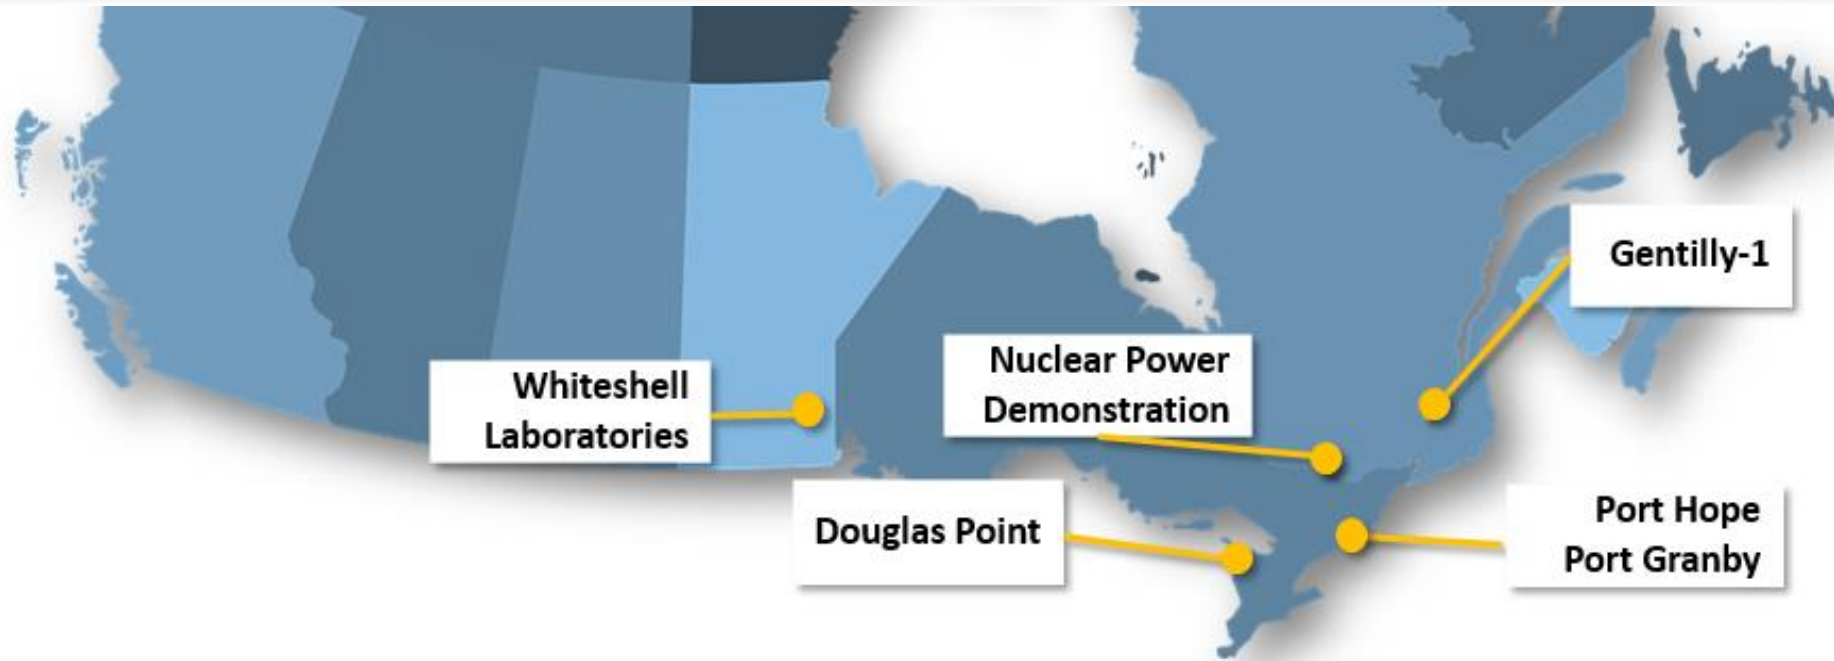 Gentilly-1
Nuclear Power
Demonstration
Whiteshell
Laboratories
Douglas Point
Port Hope
Port Granby